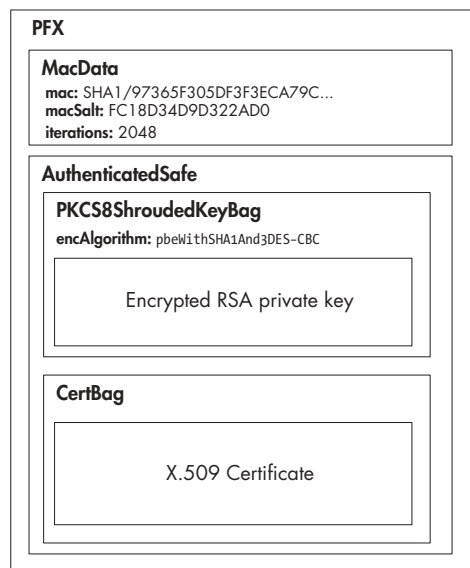 PFX
MacData
mac: SHA1/97365F305DF3F3ECA79C...
macSalt: FC18D34D9D322AD0
iterations: 2048
AuthenticatedSafe
PKCS8ShroudedKeyBag
encAlgorithm: pbeWithSHA1And3DES-CBC
Encrypted RSA private key
CertBag
X.509 Certificate